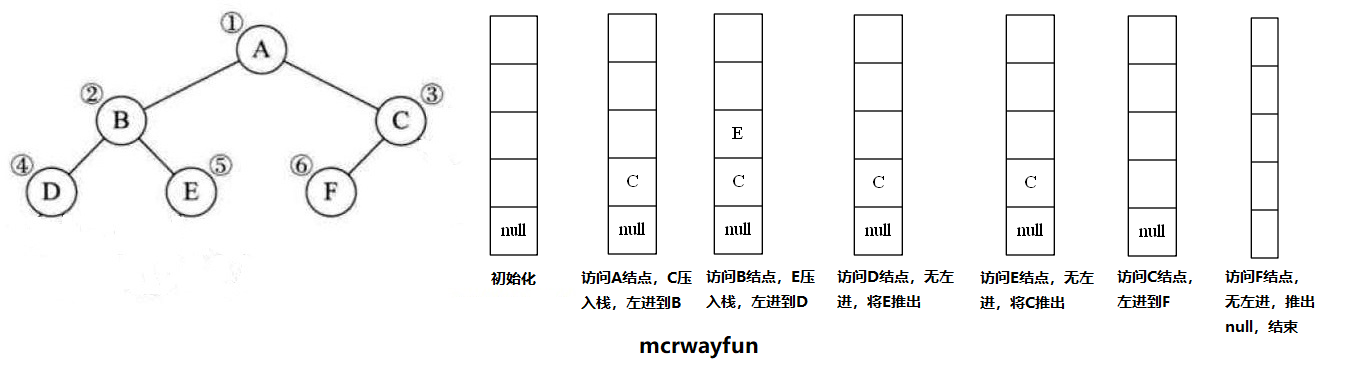 ①
A
②
B
③
C
④
D
⑤
E
⑥
F
null
C
null
E
C
null
C
null
C
null
null
初始化
访问A结点，C压
入栈，左进到B
访问B结点，E压
入栈，左进到D
访问D结点，无左
进，将E推出
访问E结点，无左
进，将C推出
访问C结点，
左进到F
访问F结点，
无左进，推出
null，结束
mcrwayfun